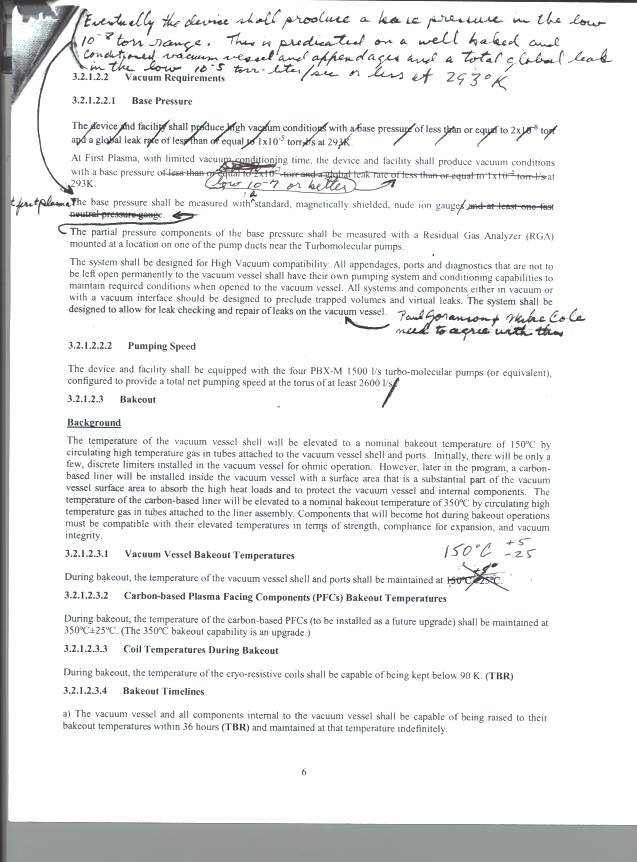 Eventually the device shall produce a base pressure in the low
10⁻⁸ torr range. This is predicated on a well baked and
conditioned vacuum vessel and appendages and a total global leak
in the low 10⁻⁵ torr-liter/sec or less at 293°K
3.2.1.2.2 Vacuum Requirements
3.2.1.2.2.1 Base Pressure
The device and facility shall produce high vacuum conditions with a base pressure of less than or equal to 2x10⁻⁸ torr
and a global leak rate of less than or equal to 1x10⁻⁵ torr-l/s at 293K.
At First Plasma, with limited vacuum conditioning time, the device and facility shall produce vacuum conditions
with a base pressure of less than or equal to 2x10⁻⁷ torr and a global leak rate of less than or equal to 1x10⁻⁴ torr-l/s at
293K. low 10⁻⁷ or better
At first plasma The base pressure shall be measured with standard, magnetically shielded, nude ion gauges and at least one fast
neutral pressure gauge.
The partial pressure components of the base pressure shall be measured with a Residual Gas Analyzer (RGA)
mounted at a location on one of the pump ducts near the Turbomolecular pumps.
The system shall be designed for High Vacuum compatibility. All appendages, ports and diagnostics that are not to
be left open permanently to the vacuum vessel shall have their own pumping system and conditioning capabilities to
maintain required conditions when opened to the vacuum vessel. All systems and components either in vacuum or
with a vacuum interface should be designed to preclude trapped volumes and virtual leaks. The system shall be
designed to allow for leak checking and repair of leaks on the vacuum vessel.
Paul Goranson & Mike Cole
need to agree with this
3.2.1.2.2.2 Pumping Speed
The device and facility shall be equipped with the four PBX-M 1500 l/s turbo-molecular pumps (or equivalent),
configured to provide a total net pumping speed at the torus of at least 2600 l/s
3.2.1.2.3 Bakeout
Background
The temperature of the vacuum vessel shell will be elevated to a nominal bakeout temperature of 150°C by
circulating high temperature gas in tubes attached to the vacuum vessel shell and ports. Initially, there will be only a
few, discrete limiters installed in the vacuum vessel for ohmic operation. However, later in the program, a carbon-
based liner will be installed inside the vacuum vessel with a surface area that is a substantial part of the vacuum
vessel surface area to absorb the high heat loads and to protect the vacuum vessel and internal components. The
temperature of the carbon-based liner will be elevated to a nominal bakeout temperature of 350°C by circulating high
temperature gas in tubes attached to the liner assembly. Components that will become hot during bakeout operations
must be compatible with their elevated temperatures in terms of strength, compliance for expansion, and vacuum
integrity.
3.2.1.2.3.1 Vacuum Vessel Bakeout Temperatures
150°C +5 -25
During bakeout, the temperature of the vacuum vessel shell and ports shall be maintained at 150°C±25°C.
3.2.1.2.3.2 Carbon-based Plasma Facing Components (PFCs) Bakeout Temperatures
During bakeout, the temperature of the carbon-based PFCs (to be installed as a future upgrade) shall be maintained at
350°C±25°C. (The 350°C bakeout capability is an upgrade.)
3.2.1.2.3.3 Coil Temperatures During Bakeout
During bakeout, the temperature of the cryo-resistive coils shall be capable of being kept below 90 K. (TBR)
3.2.1.2.3.4 Bakeout Timelines
a) The vacuum vessel and all components internal to the vacuum vessel shall be capable of being raised to their
bakeout temperatures within 36 hours (TBR) and maintained at that temperature indefinitely.
6